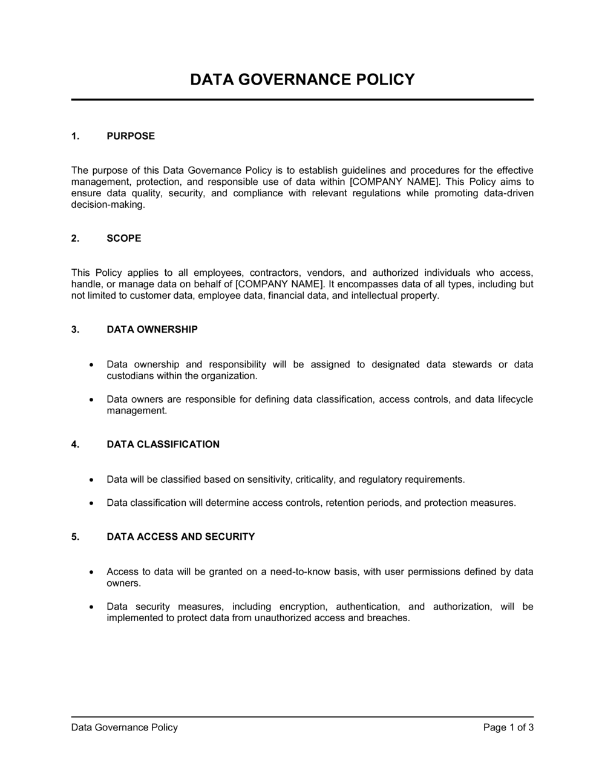 DATA GOVERNANCE POLICY
1. PURPOSE
The purpose of this Data Governance Policy is to establish guidelines and procedures for the effective
management, protection, and responsible use of data within [COMPANY NAME]. This Policy aims to
ensure data quality, security, and compliance with relevant regulations while promoting data-driven
decision-making.
2. SCOPE
This Policy applies to all employees, contractors, vendors, and authorized individuals who access,
handle, or manage data on behalf of [COMPANY NAME]. It encompasses data of all types, including but
not limited to customer data, employee data, financial data, and intellectual property.
3. DATA OWNERSHIP
• Data ownership and responsibility will be assigned to designated data stewards or data
custodians within the organization.
• Data owners are responsible for defining data classification, access controls, and data lifecycle
management.
4. DATA CLASSIFICATION
• Data will be classified based on sensitivity, criticality, and regulatory requirements.
• Data classification will determine access controls, retention periods, and protection measures.
5. DATA ACCESS AND SECURITY
• Access to data will be granted on a need-to-know basis, with user permissions defined by data
owners.
• Data security measures, including encryption, authentication, and authorization, will be
implemented to protect data from unauthorized access and breaches.
Data Governance Policy Page 1 of 3